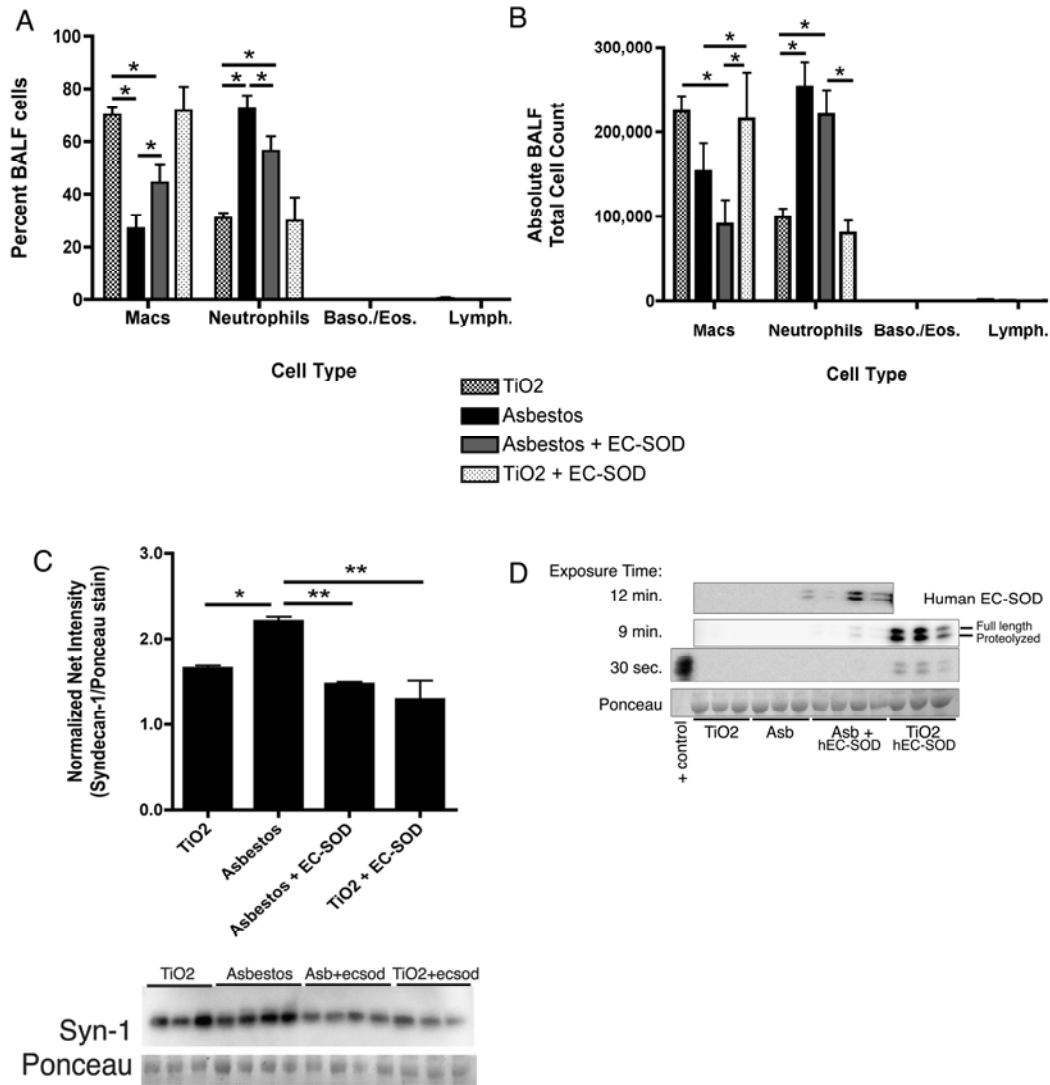 A
Percent BALF cells
100
80
60
40
20
0
* * * * * *
Macs Neutrophils Baso./Eos. Lymph.
Cell Type
B
Absolute BALF
Total Cell Count
300,000
200,000
100,000
0
* * * * * *
Macs Neutrophils Baso./Eos. Lymph.
Cell Type
TiO2
Asbestos
Asbestos + EC-SOD
TiO2 + EC-SOD
C
Normalized Net Intensity
(Syndecan-1/Ponceau stain)
3.0
2.0
1.0
0.0
* ** **
TiO2
Asbestos
Asbestos + EC-SOD
TiO2 + EC-SOD
TiO2 Asbestos Asb+ecsod TiO2+ecsod
Syn-1
Ponceau
D
Exposure Time:
12 min. Human EC-SOD
9 min. Full length
Proteolyzed
30 sec.
Ponceau
+ control
TiO2 Asb Asb + TiO2
hEC-SOD hEC-SOD